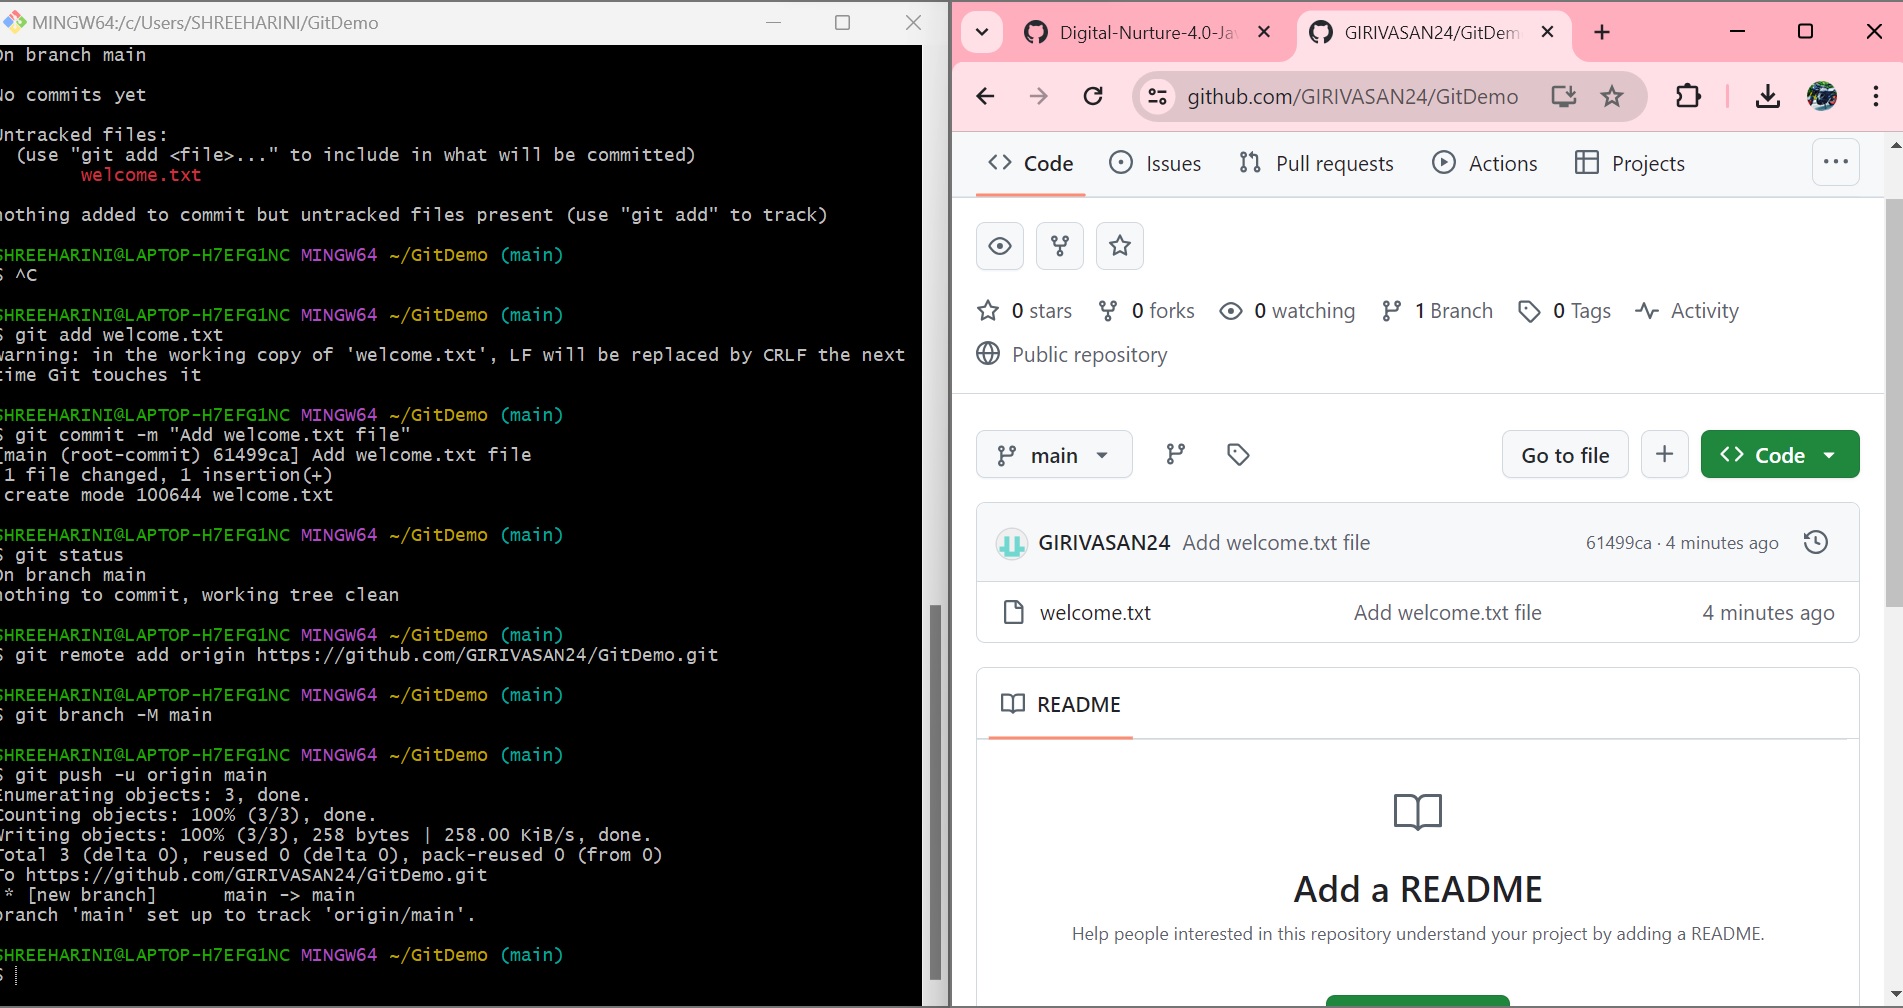 MINGW64:/c/Users/SHREEHARINI/GitDemo
On branch main
No commits yet
Untracked files:
(use "git add <file>..." to include in what will be committed)
welcome.txt
nothing added to commit but untracked files present (use "git add" to track)
SHREEHARINI@LAPTOP-H7EFG1NC MINGW64 ~/GitDemo (main)
$ ^C
SHREEHARINI@LAPTOP-H7EFG1NC MINGW64 ~/GitDemo (main)
$ git add welcome.txt
warning: in the working copy of 'welcome.txt', LF will be replaced by CRLF the next
time Git touches it
SHREEHARINI@LAPTOP-H7EFG1NC MINGW64 ~/GitDemo (main)
$ git commit -m "Add welcome.txt file"
[main (root-commit) 61499ca] Add welcome.txt file
1 file changed, 1 insertion(+)
create mode 100644 welcome.txt
SHREEHARINI@LAPTOP-H7EFG1NC MINGW64 ~/GitDemo (main)
$ git status
On branch main
nothing to commit, working tree clean
SHREEHARINI@LAPTOP-H7EFG1NC MINGW64 ~/GitDemo (main)
$ git remote add origin https://github.com/GIRIVASAN24/GitDemo.git
SHREEHARINI@LAPTOP-H7EFG1NC MINGW64 ~/GitDemo (main)
$ git branch -M main
SHREEHARINI@LAPTOP-H7EFG1NC MINGW64 ~/GitDemo (main)
$ git push -u origin main
Enumerating objects: 3, done.
Counting objects: 100% (3/3), done.
Writing objects: 100% (3/3), 258 bytes | 258.00 KiB/s, done.
Total 3 (delta 0), reused 0 (delta 0), pack-reused 0 (from 0)
To https://github.com/GIRIVASAN24/GitDemo.git
* [new branch]      main -> main
branch 'main' set up to track 'origin/main'.
SHREEHARINI@LAPTOP-H7EFG1NC MINGW64 ~/GitDemo (main)
$
Digital-Nurture-4.0-Ja
GIRIVASAN24/GitDem
github.com/GIRIVASAN24/GitDemo
Code Issues Pull requests Actions Projects
0 stars 0 forks 0 watching 1 Branch 0 Tags Activity
Public repository
main Go to file Code
GIRIVASAN24 Add welcome.txt file 61499ca · 4 minutes ago
welcome.txt Add welcome.txt file 4 minutes ago
README
Add a README
Help people interested in this repository understand your project by adding a README.